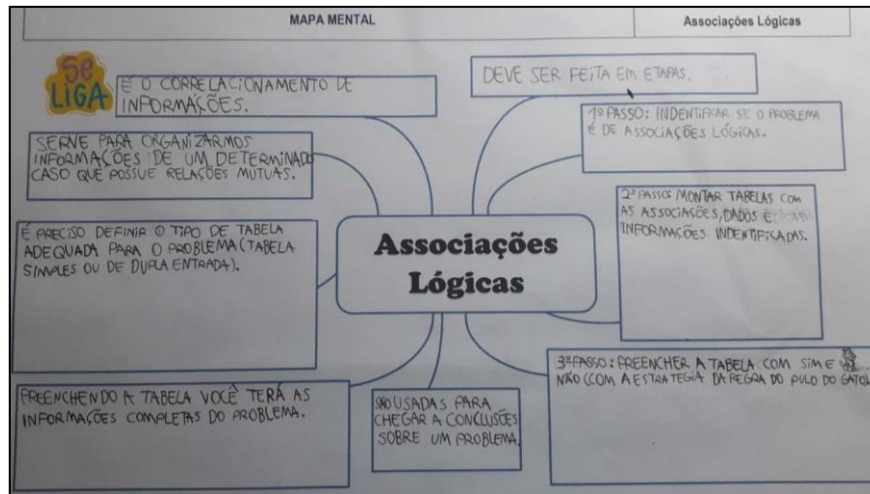 MAPA MENTAL
Associações Lógicas
Se
LIGA
É O CORRELACIONAMENTO DE
INFORMAÇÕES.
DEVE SER FEITA EM ETAPAS.
1º PASSO: INDENTIFICAR SE O PROBLEMA
É DE ASSOCIAÇÕES LÓGICAS.
SERVE PARA ORGANIZARMOS
INFORMAÇÕES DE UM DETERMINADO
CASO QUE POSSUE RELAÇÕES MUTUAS.
2º PASSO: MONTAR TABELAS COM
AS ASSOCIAÇÕES, DADOS E
INFORMAÇÕES INDENTIFICADAS.
É PRECISO DEFINIR O TIPO DE TABELA
ADEQUADA PARA O PROBLEMA (TABELA
SIMPLES OU DE DUPLA ENTRADA).
Associações
Lógicas
3º PASSO: PREENCHER A TABELA COM SIM E
NÃO (COM A ESTRATEGIA DA REGRA DO PULO DO GATO).
PREENCHENDO A TABELA VOCÊ TERÁ AS
INFORMAÇÕES COMPLETAS DO PROBLEMA.
SÃO USADAS PARA
CHEGAR A CONCLUSÕES
SOBRE UM PROBLEMA.